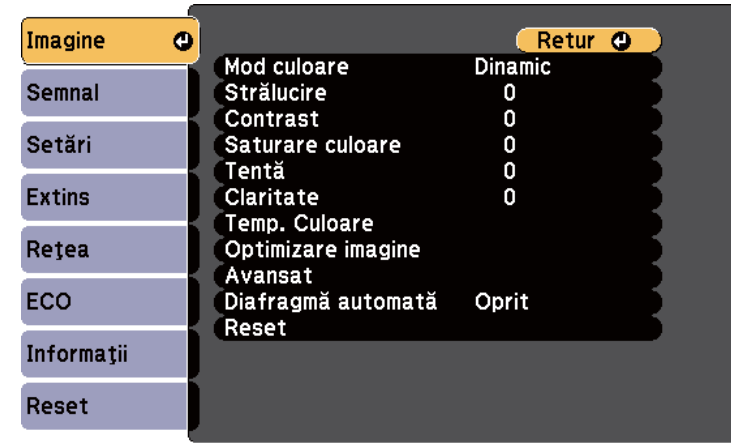 Imagine
Semnal
Setări
Extins
Reţea
ECO
Informaţii
Reset
Retur
Mod culoare Dinamic
Strălucire 0
Contrast 0
Saturare culoare 0
Tentă 0
Claritate 0
Temp. Culoare
Optimizare imagine
Avansat
Diafragmă automată Oprit
Reset